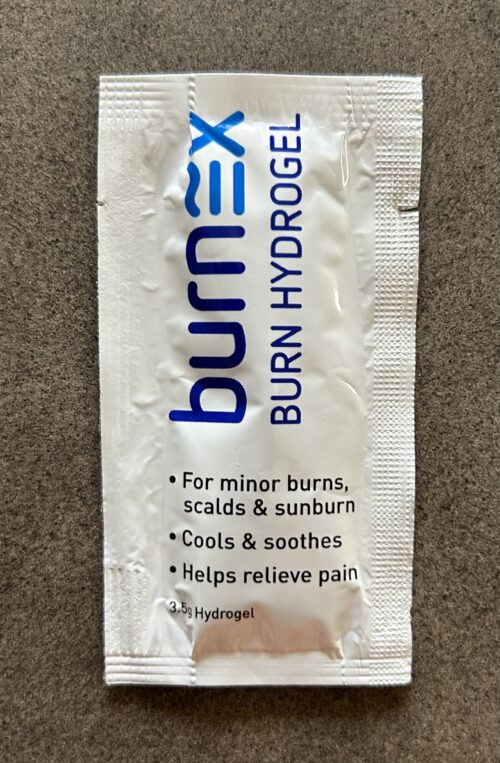 burnex
BURN HYDROGEL
• For minor burns,
scalds & sunburn
• Cools & soothes
• Helps relieve pain
3.5g Hydrogel